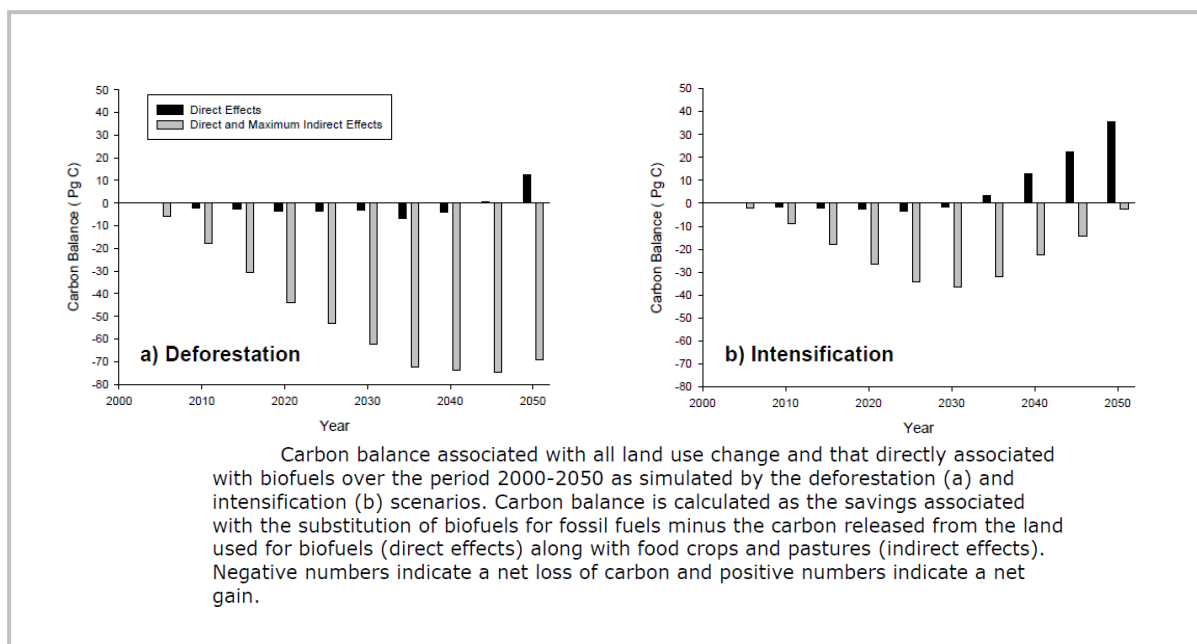 50
40
30
20
10
0
-10
-20
-30
-40
-50
-60
-70
-80
Carbon Balance ( Pg C)
Direct Effects
Direct and Maximum Indirect Effects
a) Deforestation
2000 2010 2020 2030 2040 2050
Year
50
40
30
20
10
0
-10
-20
-30
-40
-50
-60
-70
-80
Carbon Balance ( Pg C)
b) Intensification
2000 2010 2020 2030 2040 2050
Year
Carbon balance associated with all land use change and that directly associated
with biofuels over the period 2000-2050 as simulated by the deforestation (a) and
intensification (b) scenarios. Carbon balance is calculated as the savings associated
with the substitution of biofuels for fossil fuels minus the carbon released from the land
used for biofuels (direct effects) along with food crops and pastures (indirect effects).
Negative numbers indicate a net loss of carbon and positive numbers indicate a net
gain.